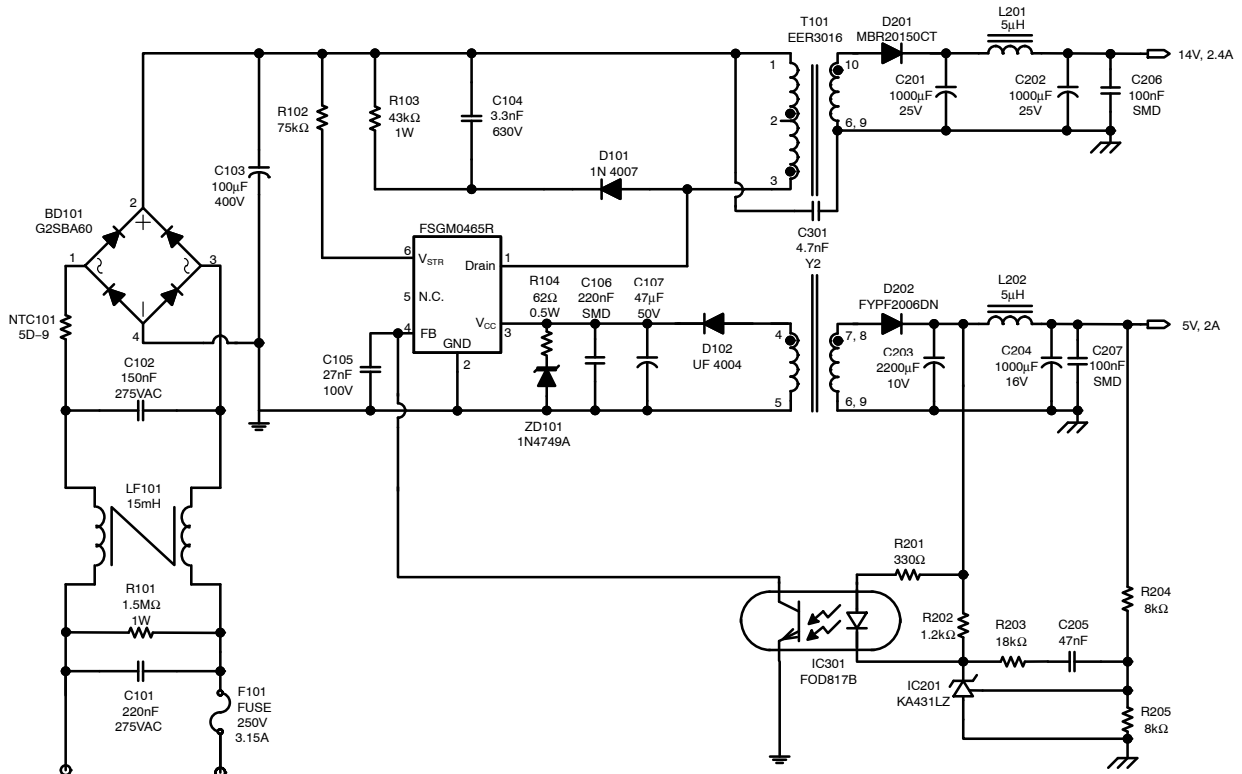 T101
EER3016
D201
MBR20150CT
L201
5μH
14V, 2.4A
1
2
3
10
6, 9
C201
1000μF
25V
C202
1000μF
25V
C206
100nF
SMD
R102
75kΩ
R103
43kΩ
1W
C104
3.3nF
630V
D101
1N 4007
C103
100μF
400V
C301
4.7nF
Y2
BD101
G2SBA60
2
1
3
4
+
−
~
~
NTC101
5D-9
FSGM0465R
6
VSTR
Drain
1
5
N.C.
4
FB
VCC
3
GND
2
R104
62Ω
0.5W
C106
220nF
SMD
C107
47μF
50V
D102
UF 4004
4
5
7, 8
6, 9
D202
FYPF2006DN
L202
5μH
5V, 2A
C203
2200μF
10V
C204
1000μF
16V
C207
100nF
SMD
C105
27nF
100V
ZD101
1N4749A
C102
150nF
275VAC
LF101
15mH
R101
1.5MΩ
1W
C101
220nF
275VAC
F101
FUSE
250V
3.15A
R201
330Ω
R202
1.2kΩ
R203
18kΩ
C205
47nF
R204
8kΩ
IC301
FOD817B
IC201
KA431LZ
R205
8kΩ